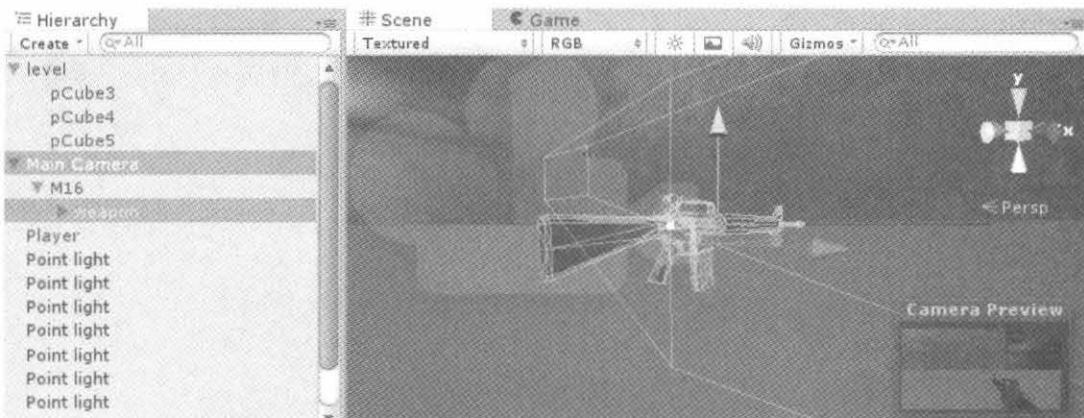 Hierarchy
Create All
level
pCube3
pCube4
pCube5
Main Camera
M16
weapon
Player
Point light
Point light
Point light
Point light
Point light
Point light
Point light
Scene Game
Textured RGB Gizmos All
y
x
Persp
Camera Preview